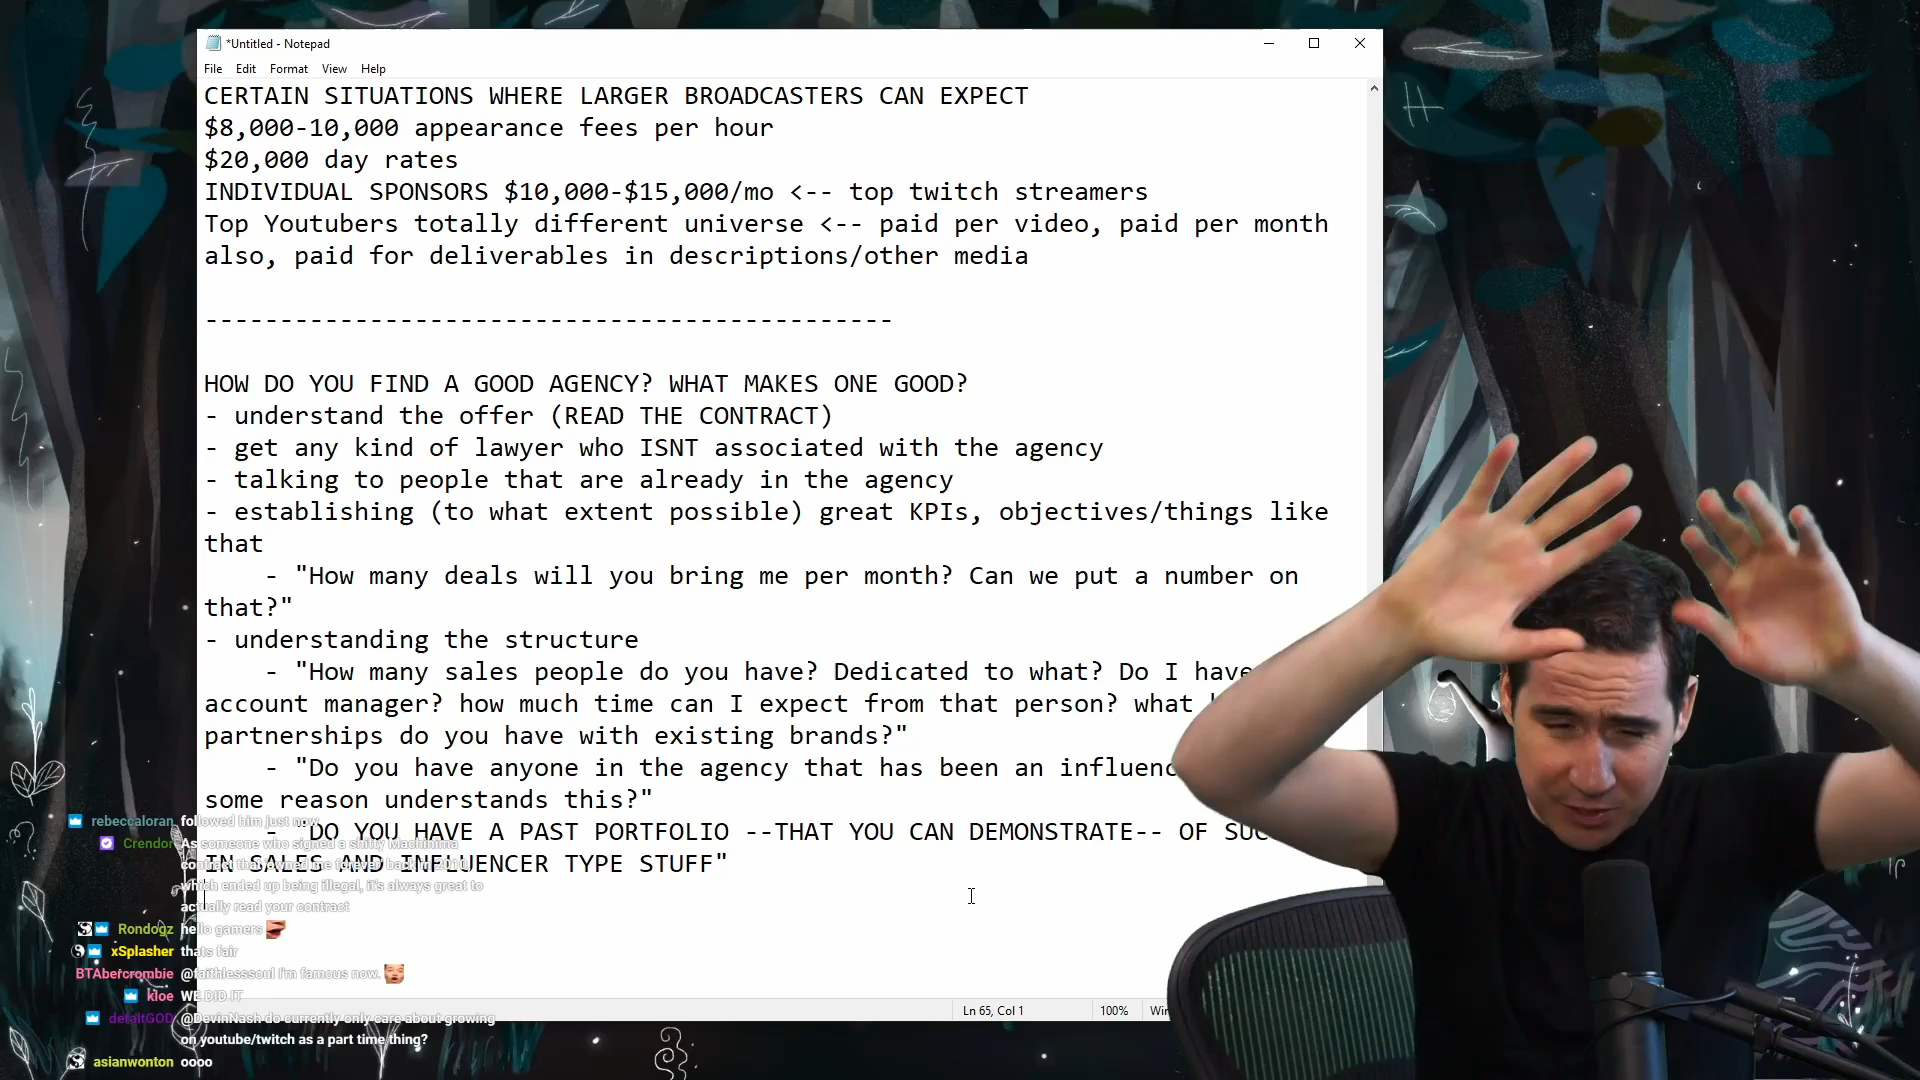 *Untitled - Notepad
File Edit Format View Help
CERTAIN SITUATIONS WHERE LARGER BROADCASTERS CAN EXPECT
$8,000-10,000 appearance fees per hour
$20,000 day rates
INDIVIDUAL SPONSORS $10,000-$15,000/mo <-- top twitch streamers
Top Youtubers totally different universe <-- paid per video, paid per month
also, paid for deliverables in descriptions/other media
----------------------------------------------
HOW DO YOU FIND A GOOD AGENCY? WHAT MAKES ONE GOOD?
- understand the offer (READ THE CONTRACT)
- get any kind of lawyer who ISNT associated with the agency
- talking to people that are already in the agency
- establishing (to what extent possible) great KPIs, objectives/things like
that
- "How many deals will you bring me per month? Can we put a number on
that?"
- understanding the structure
- "How many sales people do you have? Dedicated to what? Do I have
account manager? how much time can I expect from that person? what
partnerships do you have with existing brands?"
- "Do you have anyone in the agency that has been an
some reason understands this?"
- "DO YOU HAVE A PAST PORTFOLIO --THAT YOU CAN DEMONSTRATE-- OF
IN SALES AND INFLUENCER TYPE STUFF"
rebeccaloran followed him just now
Crendor As someone who signed a shitty Machinima
contract that owned me forever back in 2010,
which ended up being illegal, it's always great to
actually read your contract
Rondogz hello gamers
xSplasher thats fair
BTAbercrombie @faithlesssoul I'm famous now.
kloe WE DID IT
defaltGOD @DevinNash do currently only care about growing
on youtube/twitch as a part time thing?
asianwonton oooo
Ln 65, Col 1 100%